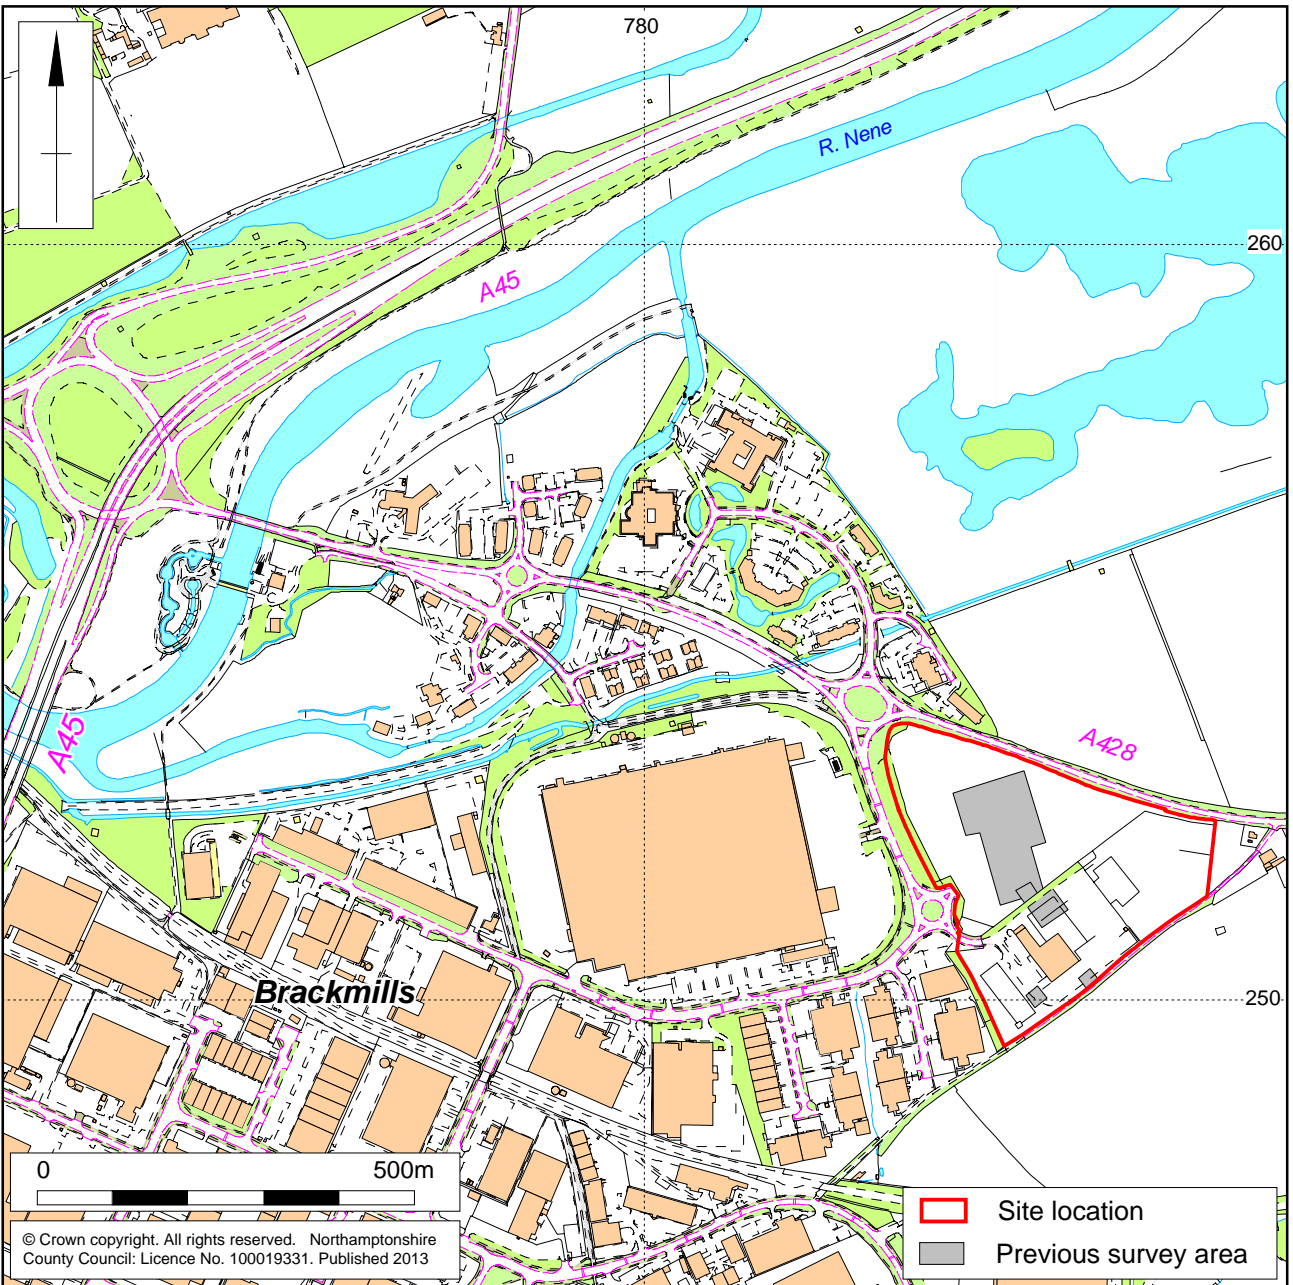 780
R. Nene
260
A45
A45
A428
Brackmills
250
0 500m
© Crown copyright. All rights reserved. Northamptonshire
County Council: Licence No. 100019331. Published 2013
Site location
Previous survey area